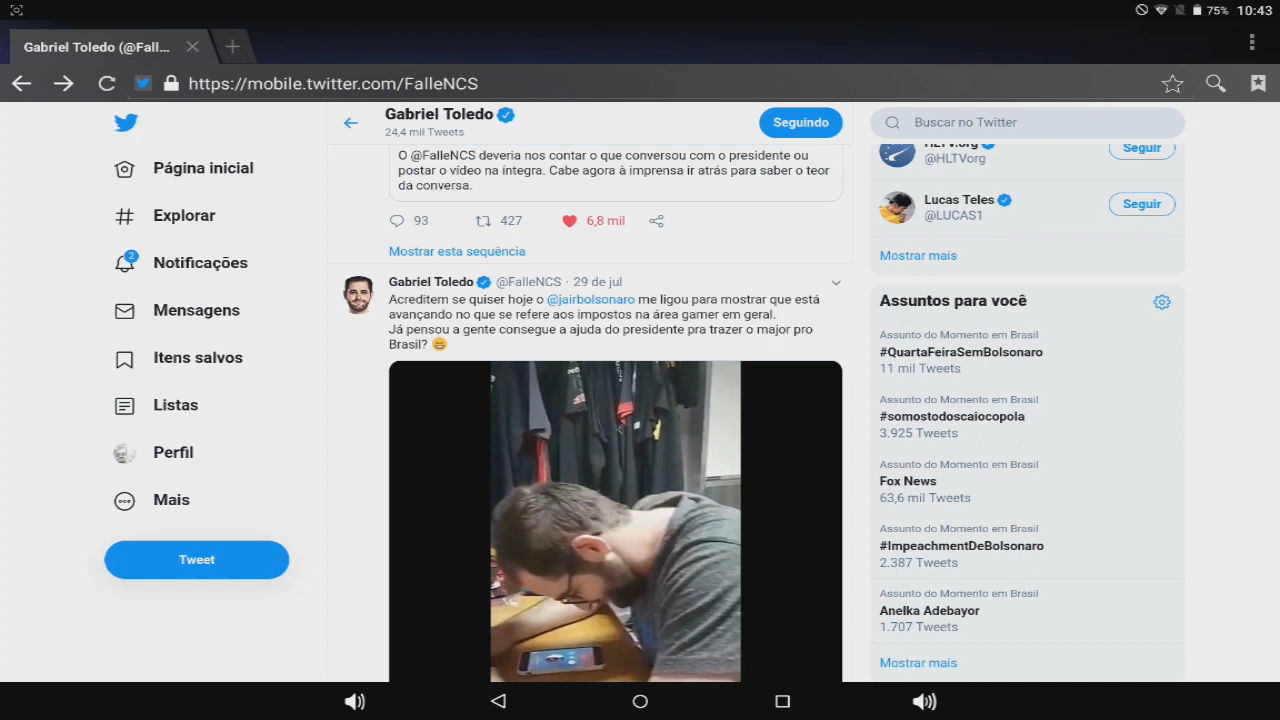 75% 10:43
Gabriel Toledo (@Fall...
https://mobile.twitter.com/FalleNCS
Página inicial
Explorar
2
Notificações
Mensagens
Itens salvos
Listas
Perfil
Mais
Tweet
Gabriel Toledo
24,4 mil Tweets
Seguindo
O @FalleNCS deveria nos contar o que conversou com o presidente ou
postar o vídeo na íntegra. Cabe agora à imprensa ir atrás para saber o teor
da conversa.
93 427 6,8 mil
Mostrar esta sequência
Gabriel Toledo @FalleNCS · 29 de jul
Acreditem se quiser hoje o @jairbolsonaro me ligou para mostrar que está
avançando no que se refere aos impostos na área gamer em geral.
Já pensou a gente consegue a ajuda do presidente pra trazer o major pro
Brasil? 😁
Buscar no Twitter
HLTV.org
@HLTVorg
Seguir
Lucas Teles
@LUCAS1
Seguir
Mostrar mais
Assuntos para você
Assunto do Momento em Brasil
#QuartaFeiraSemBolsonaro
11 mil Tweets
Assunto do Momento em Brasil
#somostodoscaiocopola
3.925 Tweets
Assunto do Momento em Brasil
Fox News
63,6 mil Tweets
Assunto do Momento em Brasil
#ImpeachmentDeBolsonaro
2.387 Tweets
Assunto do Momento em Brasil
Anelka Adebayor
1.707 Tweets
Mostrar mais